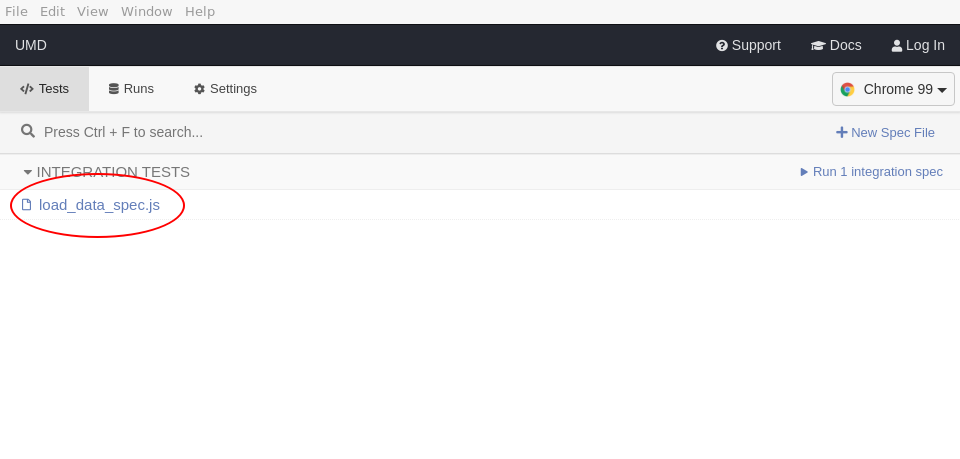 File Edit View Window Help
UMD Support Docs Log In
Tests Runs Settings Chrome 99
Press Ctrl + F to search... New Spec File
INTEGRATION TESTS Run 1 integration spec
load_data_spec.js